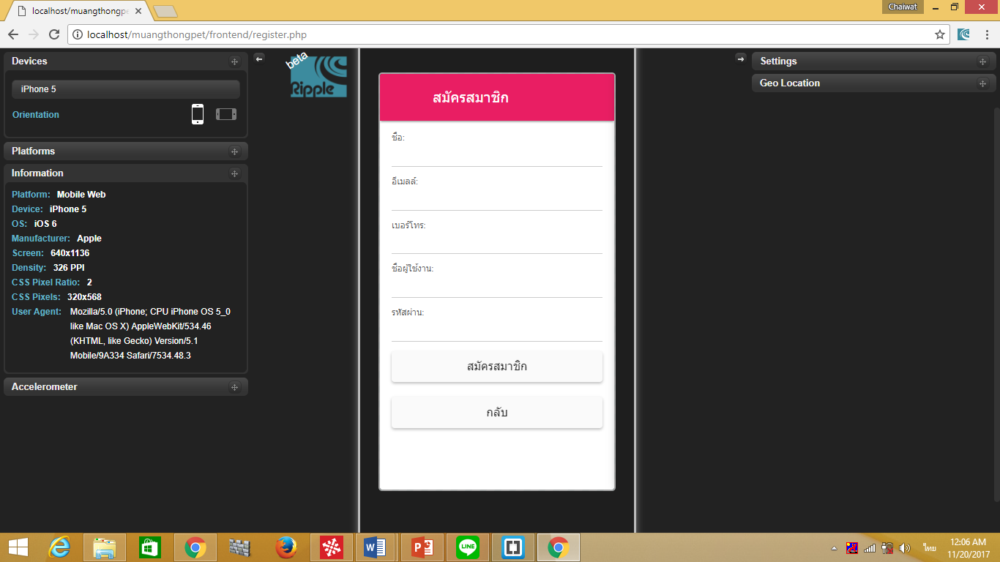 localhost/muangthongpe
Chaiwat
localhost/muangthongpet/frontend/register.php
Devices
iPhone 5
Orientation
Platforms
Information
Platform: Mobile Web
Device: iPhone 5
OS: iOS 6
Manufacturer: Apple
Screen: 640x1136
Density: 326 PPI
CSS Pixel Ratio: 2
CSS Pixels: 320x568
User Agent: Mozilla/5.0 (iPhone; CPU iPhone OS 5_0
like Mac OS X) AppleWebKit/534.46
(KHTML, like Gecko) Version/5.1
Mobile/9A334 Safari/7534.48.3
Accelerometer
beta
Ripple
สมัครสมาชิก
ชื่อ:
อีเมลล์:
เบอร์โทร:
ชื่อผู้ใช้งาน:
รหัสผ่าน:
สมัครสมาชิก
กลับ
Settings
Geo Location
LINE
ไทย
12:06 AM
11/20/2017